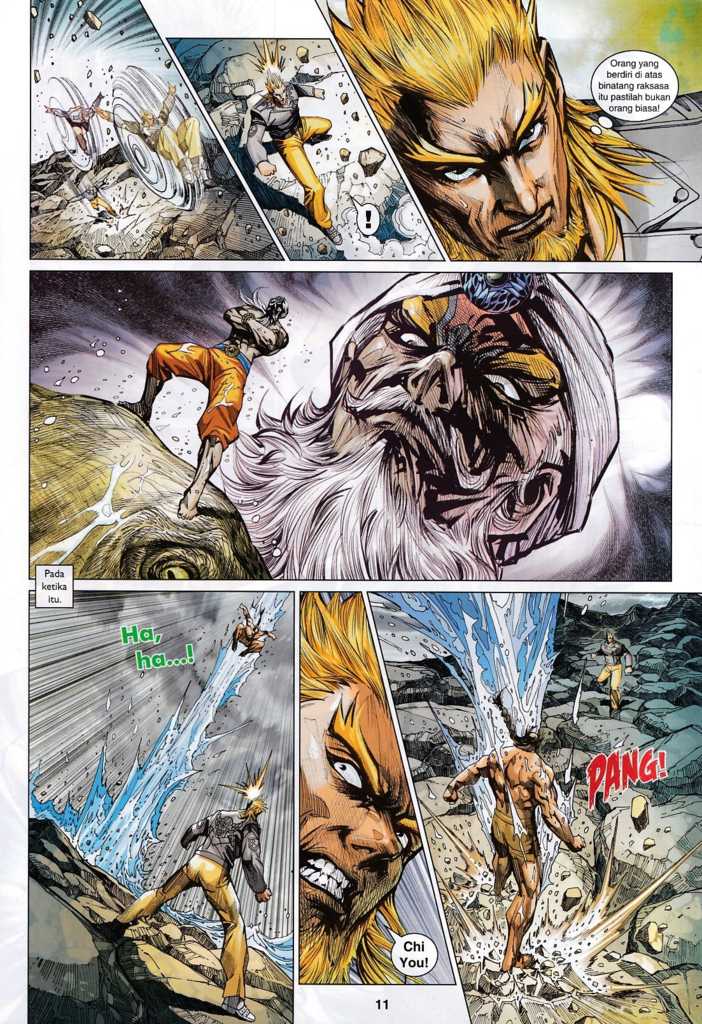 Orang yang
berdiri di atas
binatang raksasa
itu pastilah bukan
orang biasa!
!
Pada
ketika
itu.
Ha,
ha...!
PANG!
Chi
You!
11